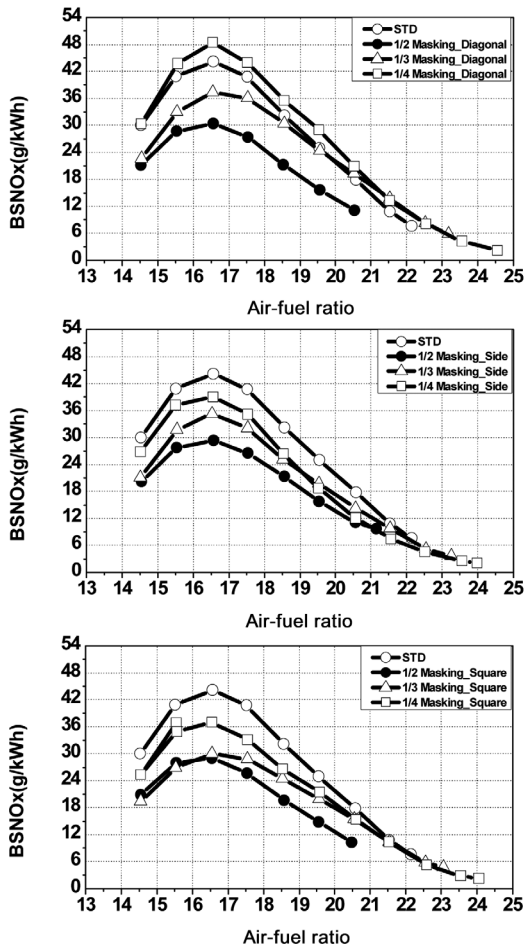 54
48
42
36
30
24
18
12
6
0
BSNOx(g/kWh)
STD
1/2 Masking_Diagonal
1/3 Masking_Diagonal
1/4 Masking_Diagonal
13 14 15 16 17 18 19 20 21 22 23 24 25
Air-fuel ratio
54
48
42
36
30
24
18
12
6
0
BSNOx(g/kWh)
STD
1/2 Masking_Side
1/3 Masking_Side
1/4 Masking_Side
13 14 15 16 17 18 19 20 21 22 23 24 25
Air-fuel ratio
54
48
42
36
30
24
18
12
6
0
BSNOx(g/kWh)
STD
1/2 Masking_Square
1/3 Masking_Square
1/4 Masking_Square
13 14 15 16 17 18 19 20 21 22 23 24 25
Air-fuel ratio